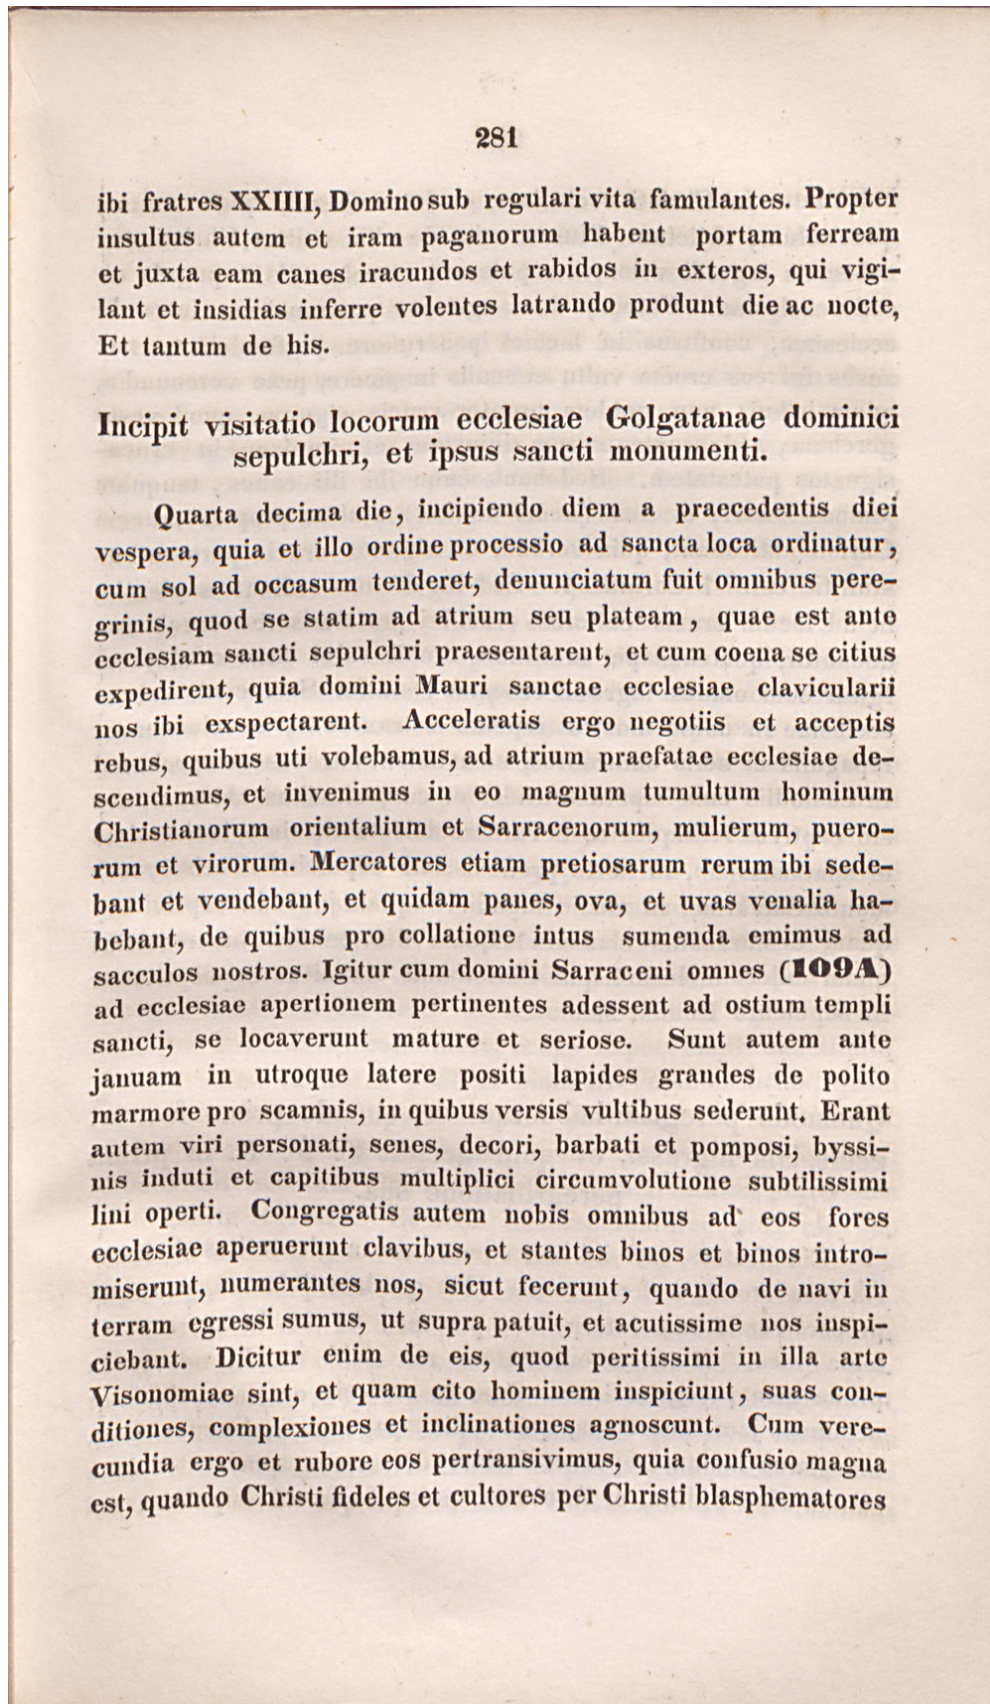 281
ibi fratres XXIIII, Domino sub regulari vita famulantes. Propter
insultus autem et iram paganorum habent portam ferream
et juxta eam canes iracundos et rabidos in exteros, qui vigi-
lant et insidias inferre volentes latrando produnt die ac nocte,
Et tantum de his.
Incipit visitatio locorum ecclesiae Golgatanae dominici
sepulchri, et ipsus sancti monumenti.
Quarta decima die, incipiendo diem a praecedentis diei
vespera, quia et illo ordine processio ad sancta loca ordinatur,
cum sol ad occasum tenderet, denunciatum fuit omnibus pere-
grinis, quod se statim ad atrium seu plateam, quae est ante
ecclesiam sancti sepulchri praesentarent, et cum coena se citius
expedirent, quia domini Mauri sanctae ecclesiae clavicularii
nos ibi exspectarent. Acceleratis ergo negotiis et acceptis
rebus, quibus uti volebamus, ad atrium praefatae ecclesiae de-
scendimus, et invenimus in eo magnum tumultum hominum
Christianorum orientalium et Sarracenorum, mulierum, puero-
rum et virorum. Mercatores etiam pretiosarum rerum ibi sede-
bant et vendebant, et quidam panes, ova, et uvas venalia ha-
bebant, de quibus pro collatione intus sumenda emimus ad
sacculos nostros. Igitur cum domini Sarraceni omnes (109A)
ad ecclesiae apertionem pertinentes adessent ad ostium templi
sancti, se locaverunt mature et seriose. Sunt autem ante
januam in utroque latere positi lapides grandes de polito
marmore pro scamnis, in quibus versis vultibus sederunt. Erant
autem viri personati, senes, decori, barbati et pomposi, byssi-
nis induti et capitibus multiplici circumvolutione subtilissimi
lini operti. Congregatis autem nobis omnibus ad eos fores
ecclesiae aperuerunt clavibus, et stantes binos et binos intro-
miserunt, numerantes nos, sicut fecerunt, quando de navi in
terram egressi sumus, ut supra patuit, et acutissime nos inspi-
ciebant. Dicitur enim de eis, quod peritissimi in illa arte
Visonomiae sint, et quam cito hominem inspiciunt, suas con-
ditiones, complexiones et inclinationes agnoscunt. Cum vere-
cundia ergo et rubore eos pertransivimus, quia confusio magna
est, quando Christi fideles et cultores per Christi blasphematores